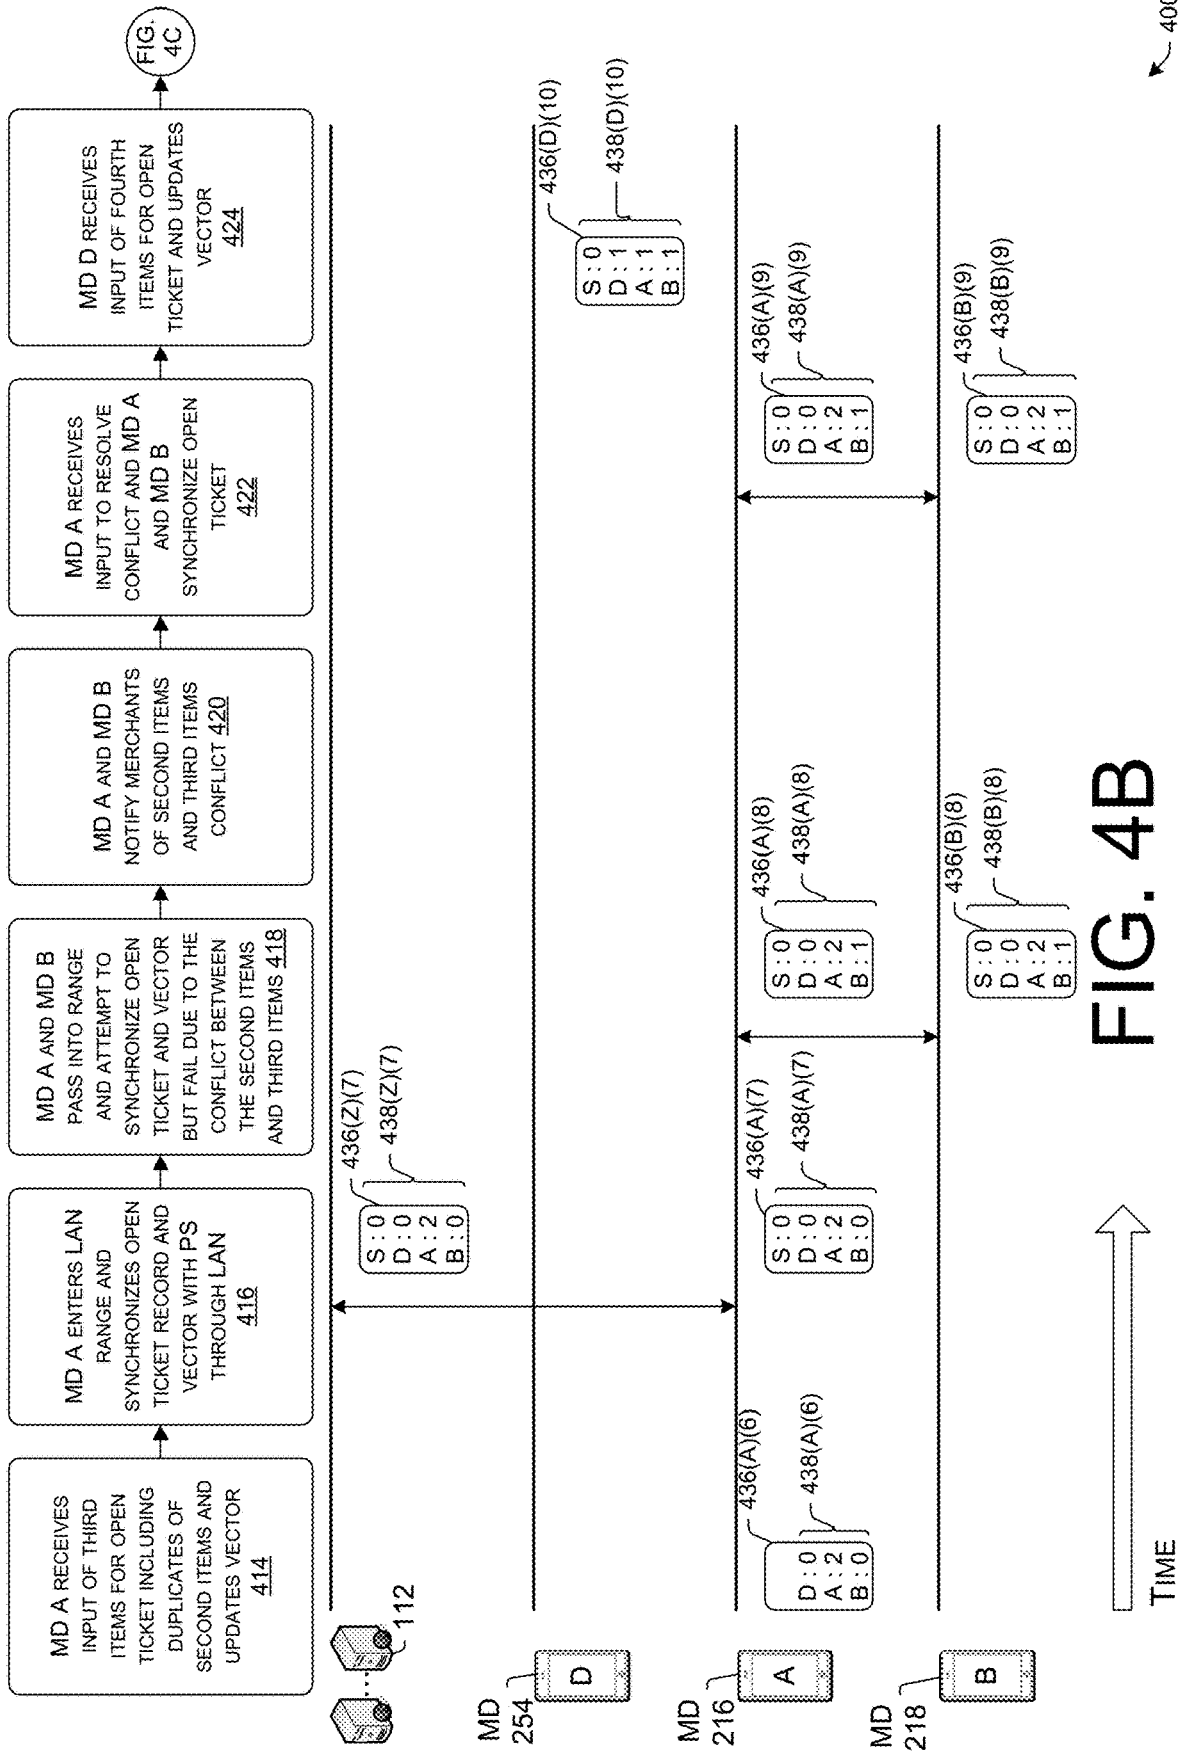 MD A RECEIVES
INPUT OF THIRD
ITEMS FOR OPEN
TICKET INCLUDING
DUPLICATES OF
SECOND ITEMS AND
UPDATES VECTOR
414
MD A ENTERS LAN
RANGE AND
SYNCHRONIZES OPEN
TICKET RECORD AND
VECTOR WITH PS
THROUGH LAN
416
MD A AND MD B
PASS INTO RANGE
AND ATTEMPT TO
SYNCHRONIZE OPEN
TICKET AND VECTOR
BUT FAIL DUE TO THE
CONFLICT BETWEEN
THE SECOND ITEMS
AND THIRD ITEMS 418
MD A AND MD B
NOTIFY MERCHANTS
OF SECOND ITEMS
AND THIRD ITEMS
CONFLICT 420
MD A RECEIVES
INPUT TO RESOLVE
CONFLICT AND MD A
AND MD B
SYNCHRONIZE OPEN
TICKET
422
MD D RECEIVES
INPUT OF FOURTH
ITEMS FOR OPEN
TICKET AND UPDATES
VECTOR
424
FIG.
4C
112
436(Z)(7)
438(Z)(7)
S : 0
D : 0
A : 2
B : 0
MD
254
D
436(D)(10)
438(D)(10)
S : 0
D : 1
A : 1
B : 1
MD
216
A
436(A)(6)
438(A)(6)
D : 0
A : 2
B : 0
436(A)(7)
438(A)(7)
S : 0
D : 0
A : 2
B : 0
436(A)(8)
438(A)(8)
S : 0
D : 0
A : 2
B : 1
436(A)(9)
438(A)(9)
S : 0
D : 0
A : 2
B : 1
MD
218
B
436(B)(8)
438(B)(8)
S : 0
D : 0
A : 2
B : 1
436(B)(9)
438(B)(9)
S : 0
D : 0
A : 2
B : 1
TIME
FIG. 4B
400